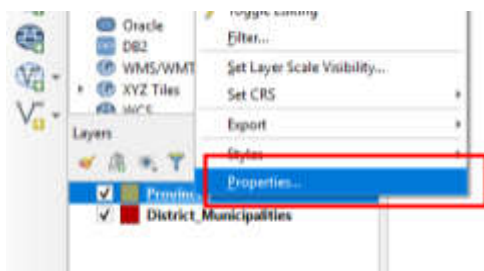 Oracle
DB2
WMS/WMT
XYZ Tiles
WCS
Layers
Provinc
District_Municipalities
Toggle Editing
Filter...
Set Layer Scale Visibility...
Set CRS
Export
Styles
Properties...